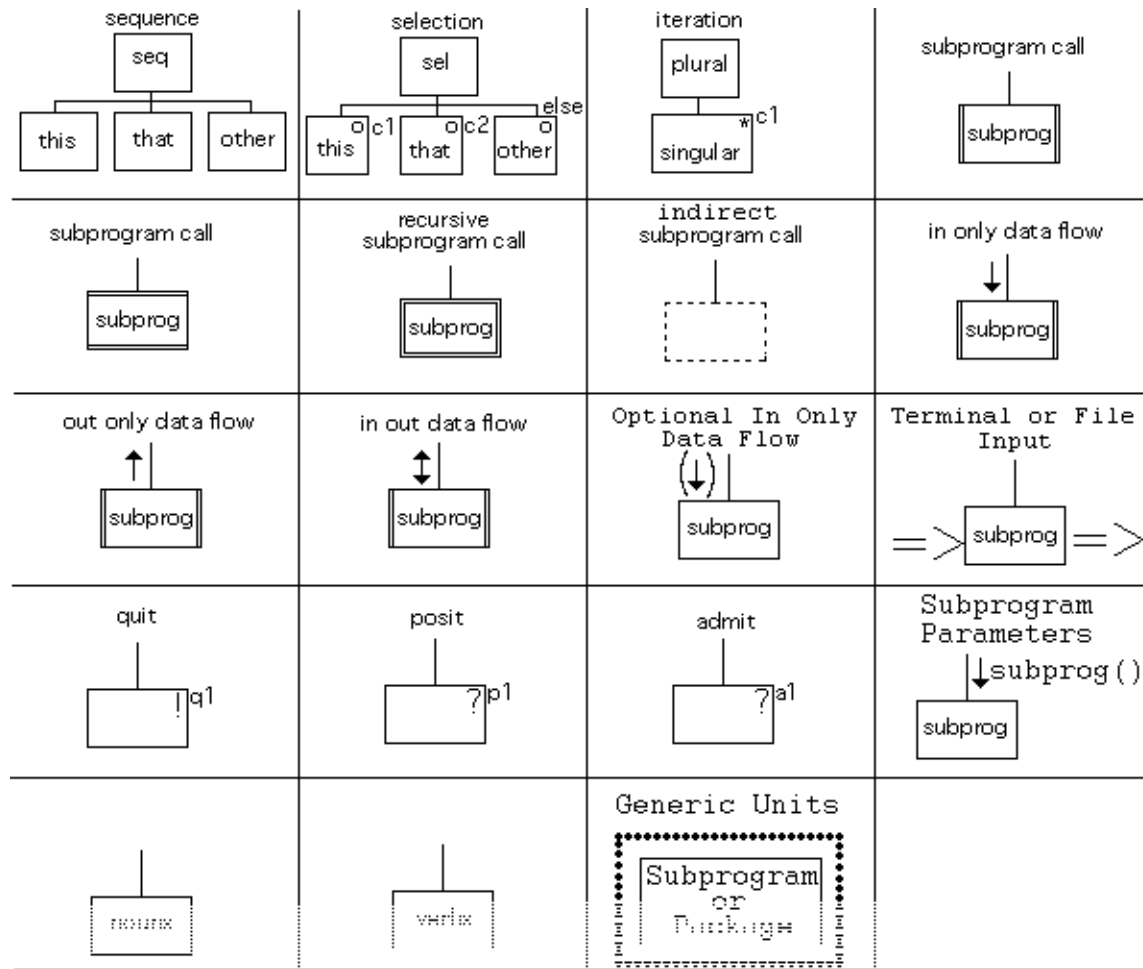 sequence
seq
this that other
selection
sel
else
o c1 o c2 o
this that other
iteration
plural
* c1
singular
subprogram call
subprog
subprogram call
subprog
recursive
subprogram call
subprog
indirect
subprogram call
in only data flow
subprog
out only data flow
subprog
in out data flow
subprog
Optional In Only
Data Flow
subprog
Terminal or File
Input
=> subprog =>
quit
! q1
posit
? p1
admit
? a1
Subprogram
Parameters
subprog()
subprog
Generic Units
Subprogram
or
Package